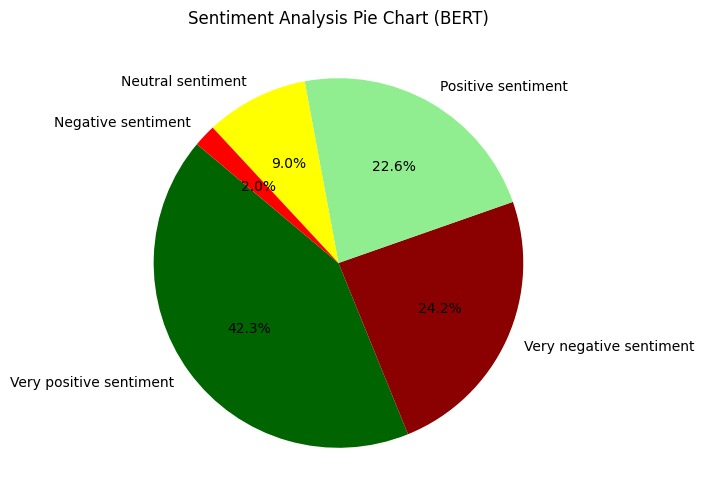 Sentiment Analysis Pie Chart (BERT)
Neutral sentiment
Positive sentiment
Negative sentiment
9.0%
22.6%
2.0%
42.3%
24.2%
Very negative sentiment
Very positive sentiment